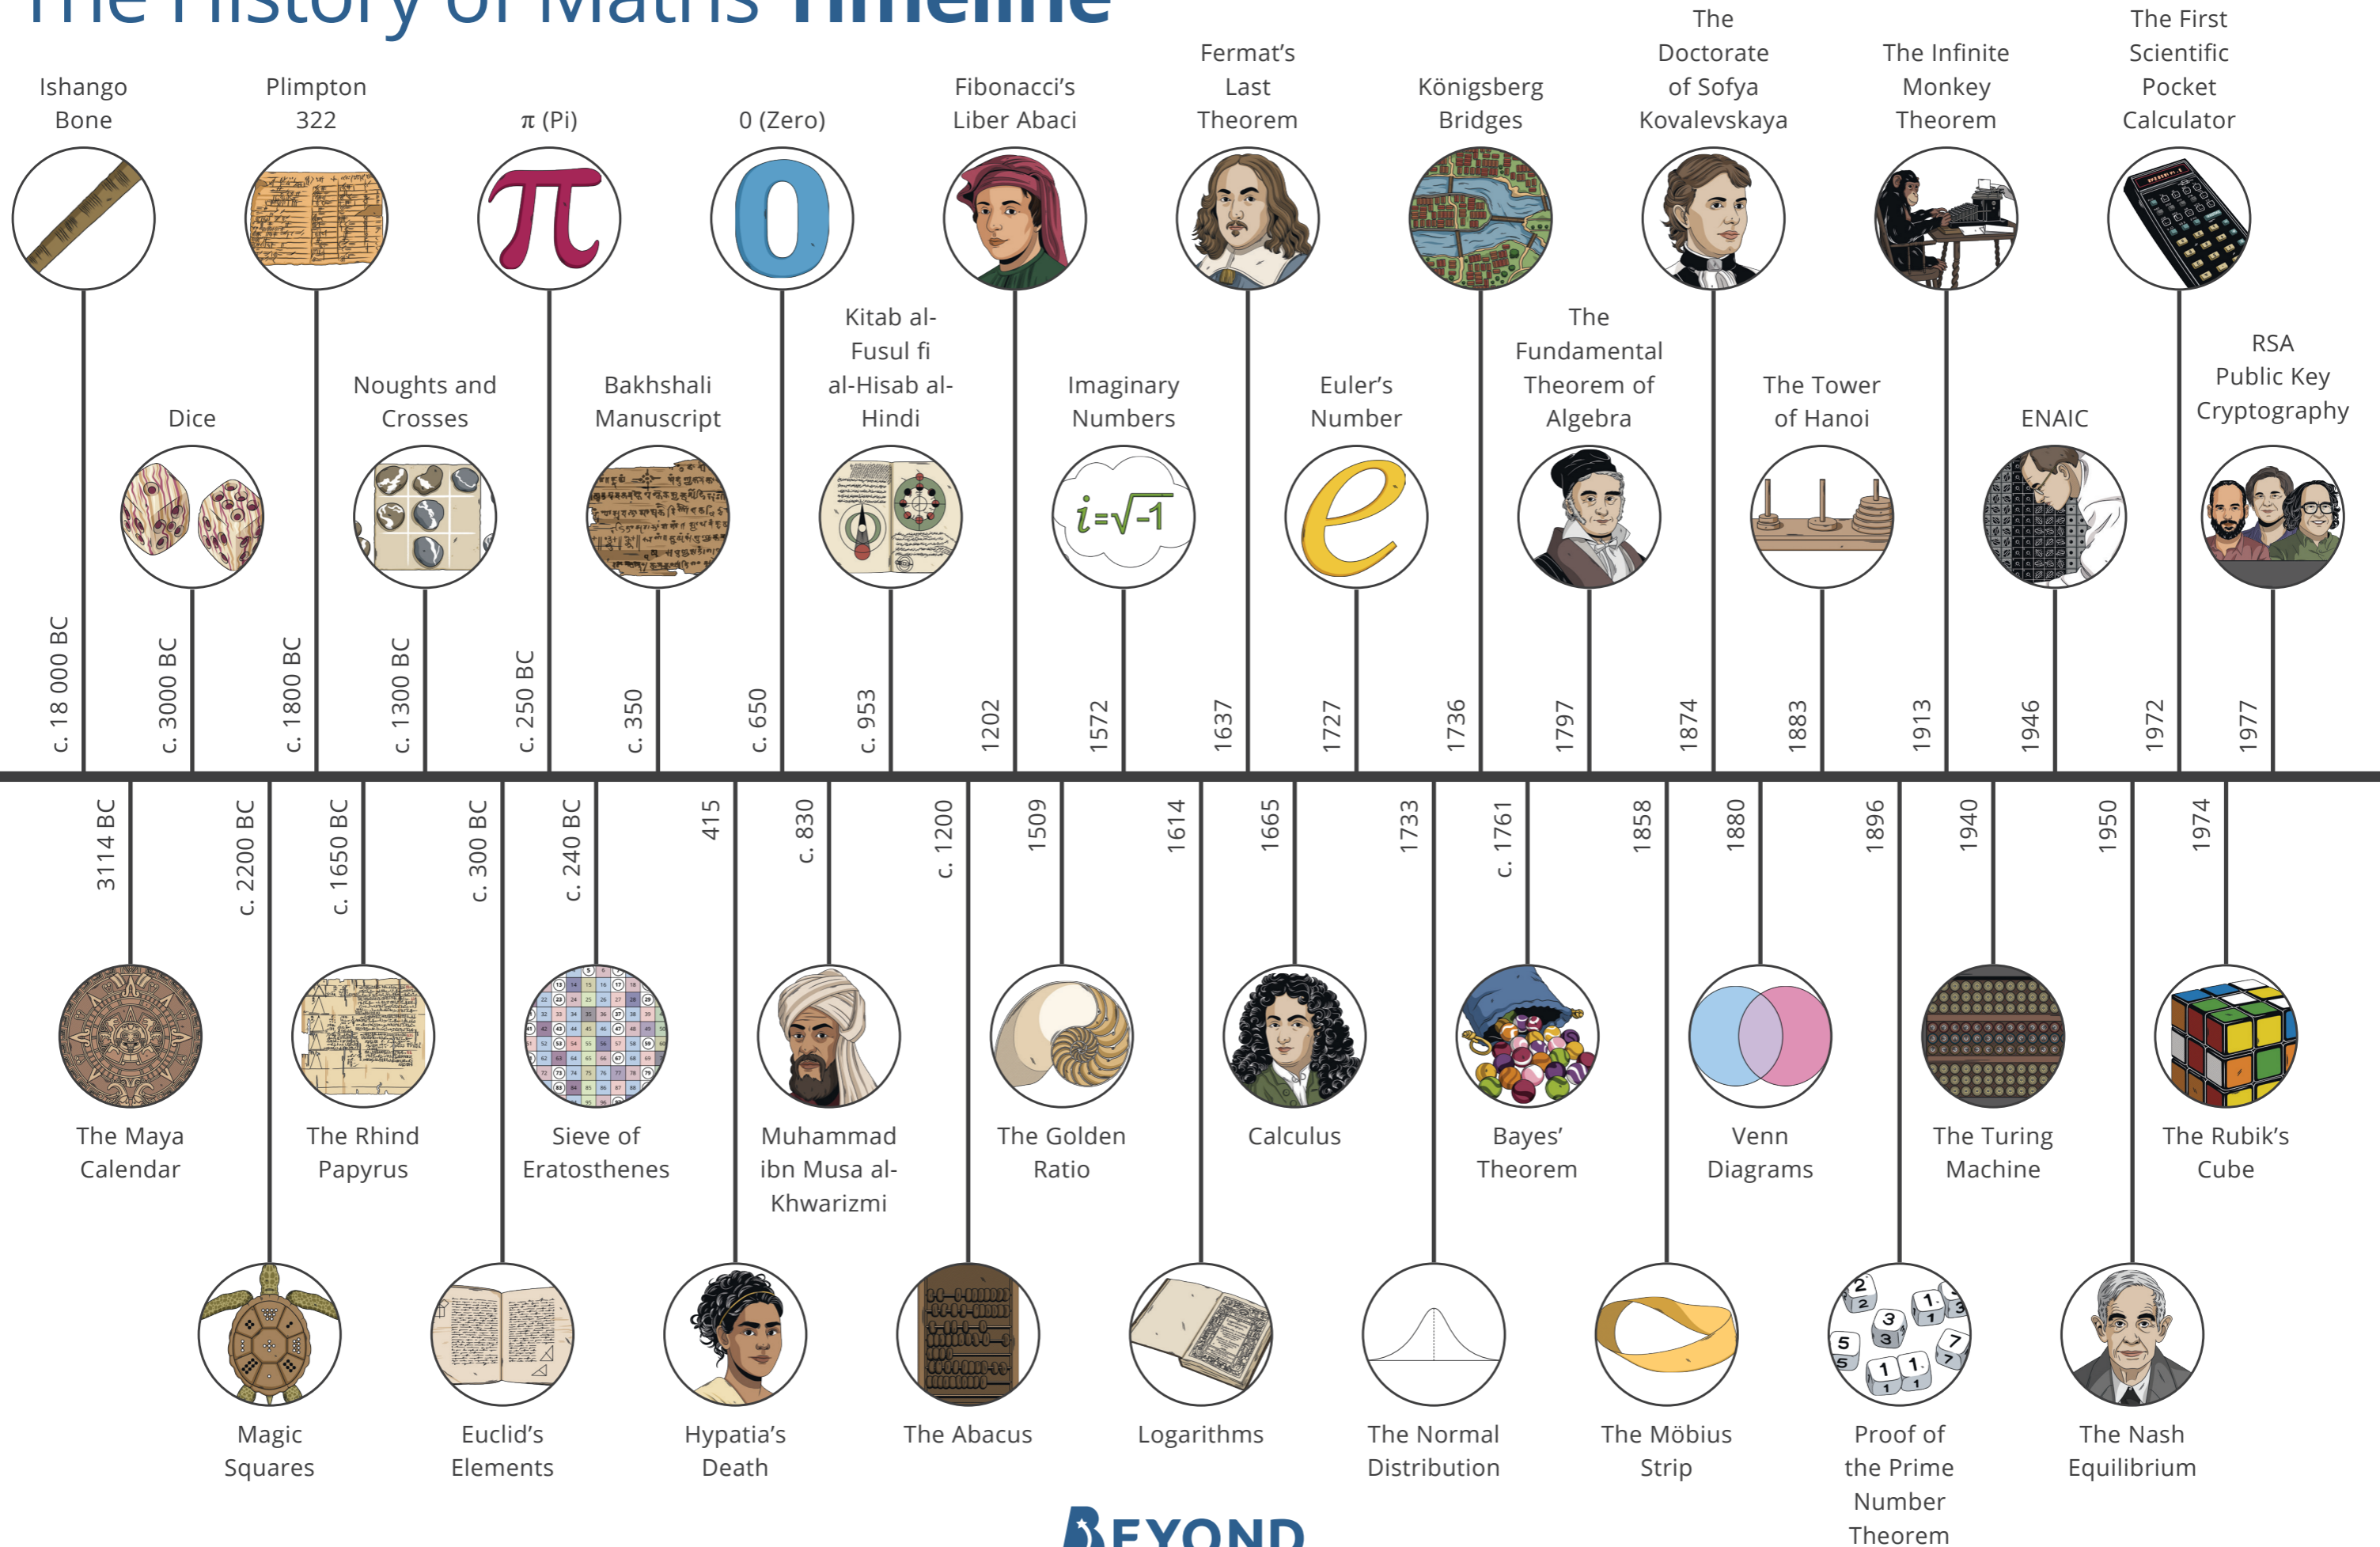 The History of Maths Timeline
Ishango
Bone
Plimpton
322
π (Pi)
0 (Zero)
Fibonacci’s
Liber Abaci
Fermat’s
Last
Theorem
Königsberg
Bridges
The
Doctorate
of Sofya
Kovalevskaya
The Infinite
Monkey
Theorem
The First
Scientific
Pocket
Calculator
Dice
Noughts and
Crosses
Bakhshali
Manuscript
Kitab al-
Fusul fi
al-Hisab al-
Hindi
Imaginary
Numbers
i=√-1
Euler’s
Number
e
The
Fundamental
Theorem of
Algebra
The Tower
of Hanoi
ENAIC
RSA
Public Key
Cryptography
π
0
c. 18 000 BC
c. 3000 BC
c. 1800 BC
c. 1300 BC
c. 250 BC
c. 350
c. 650
c. 953
1202
1572
1637
1727
1736
1797
1874
1883
1913
1946
1972
1977
3114 BC
c. 2200 BC
c. 1650 BC
c. 300 BC
c. 240 BC
415
c. 830
c. 1200
1509
1614
1665
1733
c. 1761
1858
1880
1896
1940
1950
1974
The Maya
Calendar
The Rhind
Papyrus
Sieve of
Eratosthenes
Muhammad
ibn Musa al-
Khwarizmi
The Golden
Ratio
Calculus
Bayes’
Theorem
Venn
Diagrams
The Turing
Machine
The Rubik’s
Cube
Magic
Squares
Euclid’s
Elements
Hypatia’s
Death
The Abacus
Logarithms
The Normal
Distribution
The Möbius
Strip
Proof of
the Prime
Number
Theorem
The Nash
Equilibrium
BEYOND